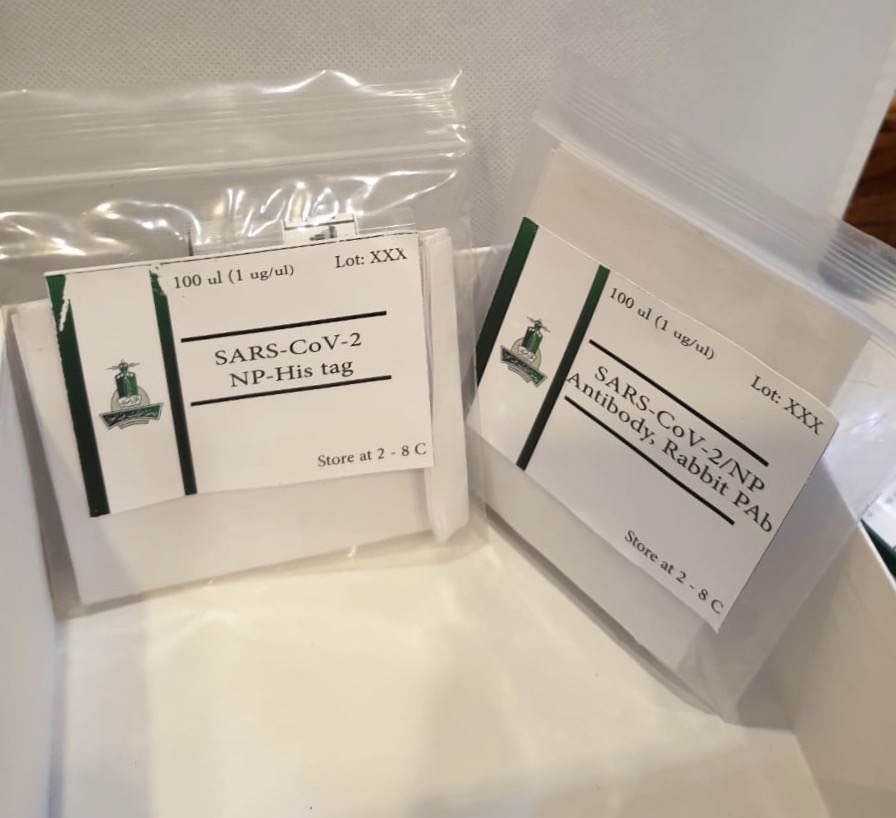 100 ul (1 ug/ul)
Lot: XXX
SARS-CoV-2
NP-His tag
Store at 2 - 8 C
100 ul (1 ug/ul)
Lot: XXX
SARS-CoV-2/NP
Antibody, Rabbit PAb
Store at 2 - 8 C